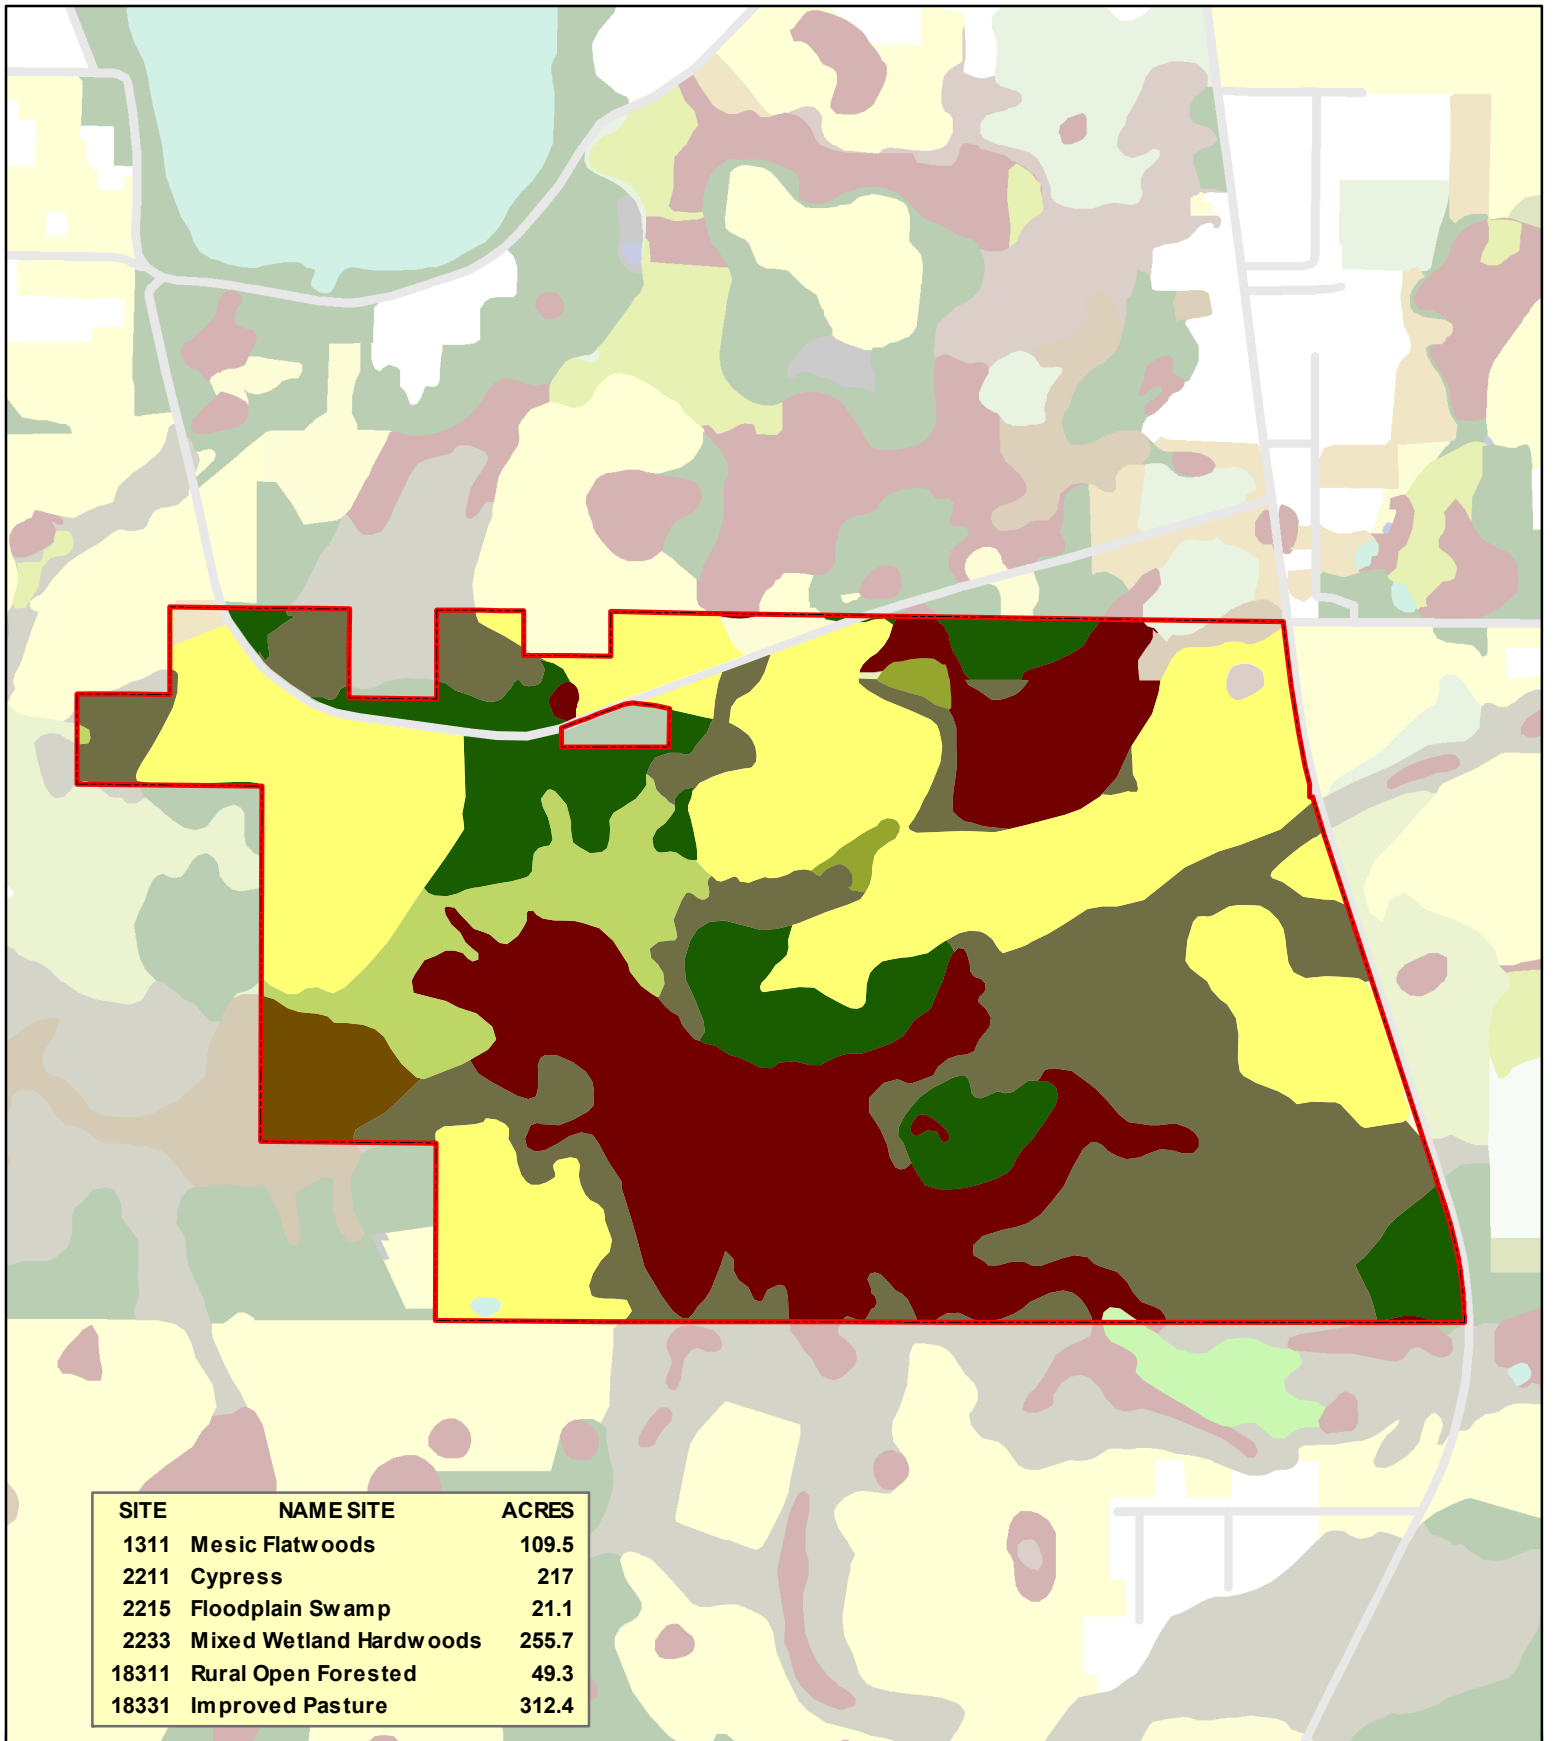 SITE NAME SITE ACRES
1311 Mesic Flatwoods 109.5
2211 Cypress 217
2215 Floodplain Swamp 21.1
2233 Mixed Wetland Hardwoods 255.7
18311 Rural Open Forested 49.3
18331 Improved Pasture 312.4